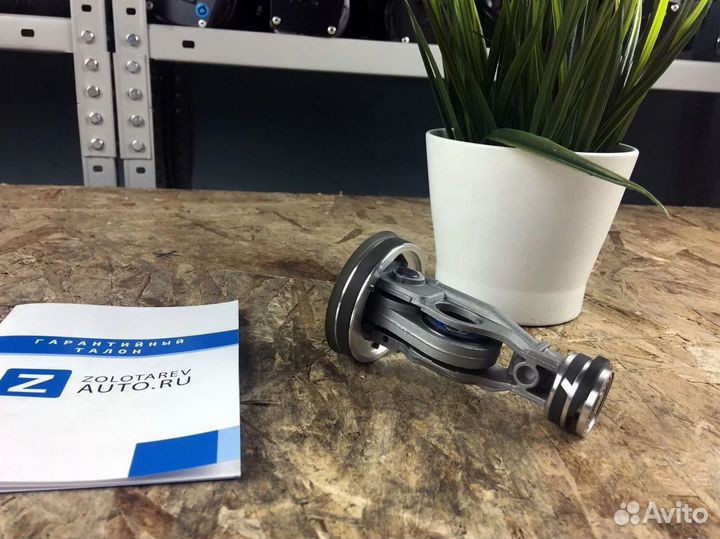 ГАРАНТИЙНЫЙ
ТАЛОН
Z
ZOLOTAREV
AUTO.RU
Avito